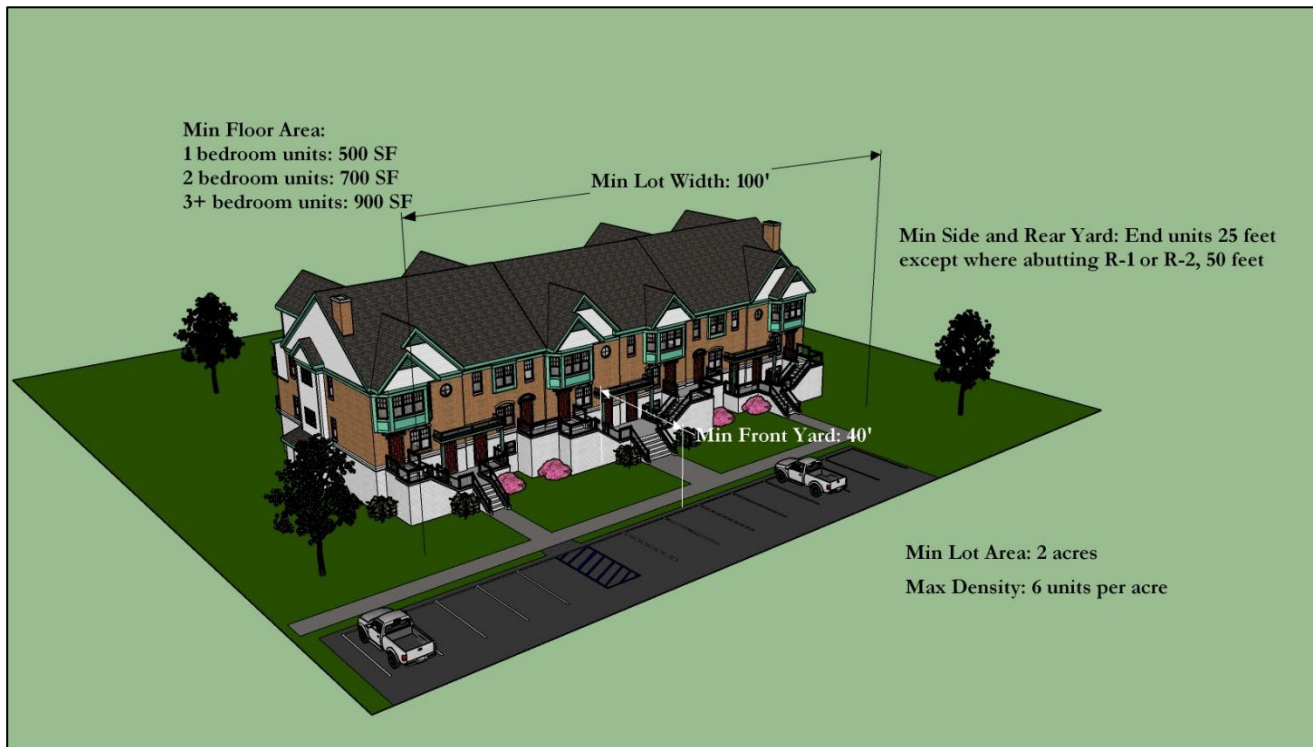 Min Floor Area:
1 bedroom units: 500 SF
2 bedroom units: 700 SF
3+ bedroom units: 900 SF
Min Lot Width: 100'
Min Side and Rear Yard: End units 25 feet
except where abutting R-1 or R-2, 50 feet
Min Front Yard: 40'
Min Lot Area: 2 acres
Max Density: 6 units per acre